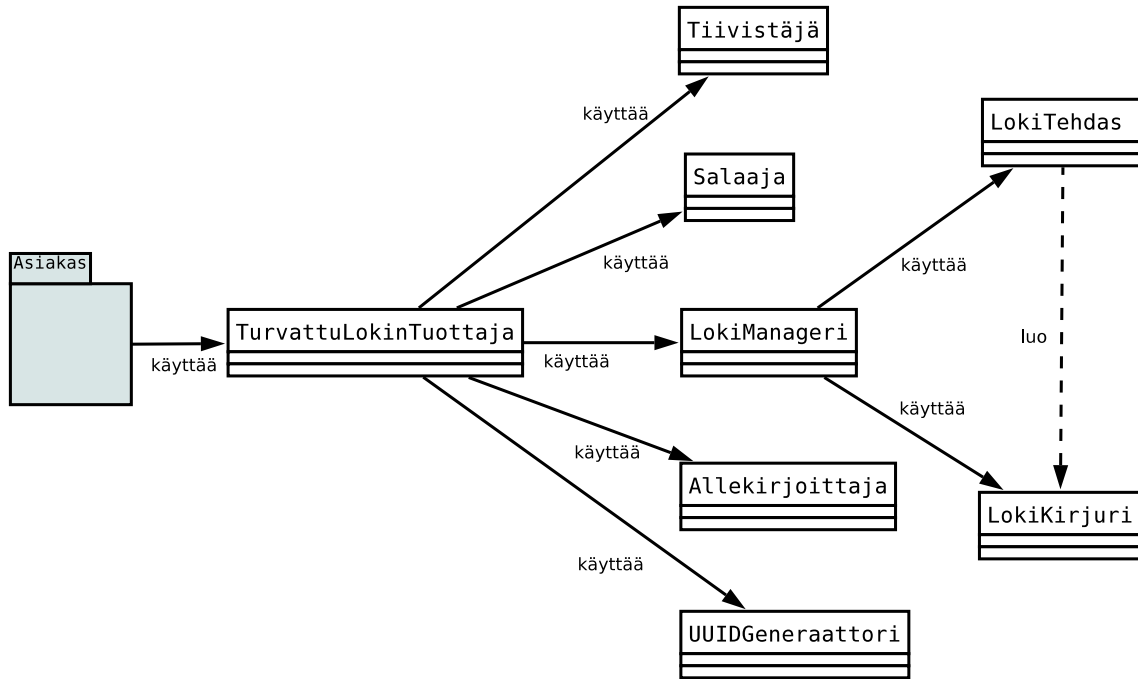 Tiivistäjä
käyttää
LokiTehdas
Salaaja
käyttää
käyttää
Asiakas
TurvattuLokinTuottaja
LokiManageri
luo
käyttää
käyttää
käyttää
käyttää
Allekirjoittaja
LokiKirjuri
käyttää
UUIDGeneraattori